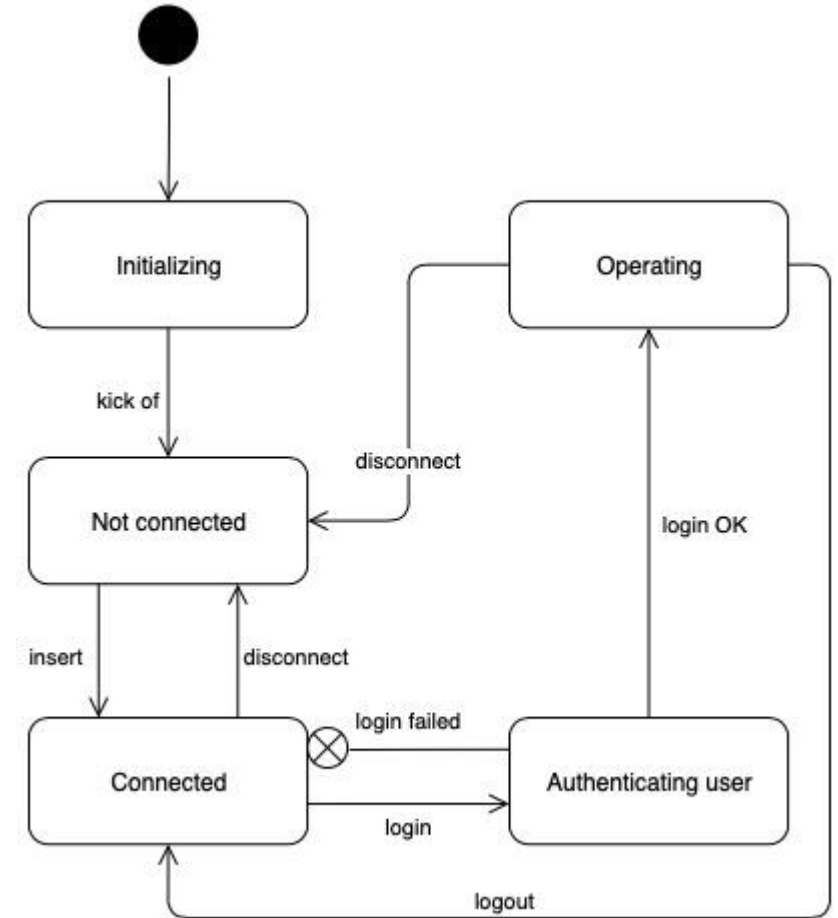 Initializing
Operating
kick of
disconnect
Not connected
login OK
insert
disconnect
login failed
Connected
Authenticating user
login
logout